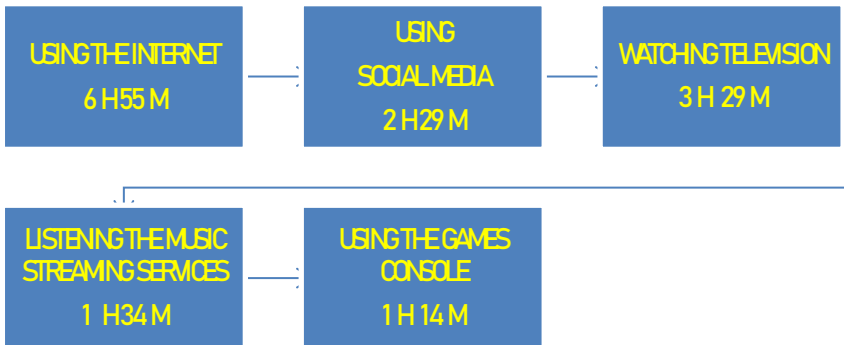 USING THE INTERNET
6 H55 M
USING
SOCIAL MEDIA
2 H29 M
WATCHING TELEVISION
3 H 29 M
LISTENING THE MUSIC
STREAMING SERVICES
1 H34 M
USING THE GAMES
CONSOLE
1 H 14 M